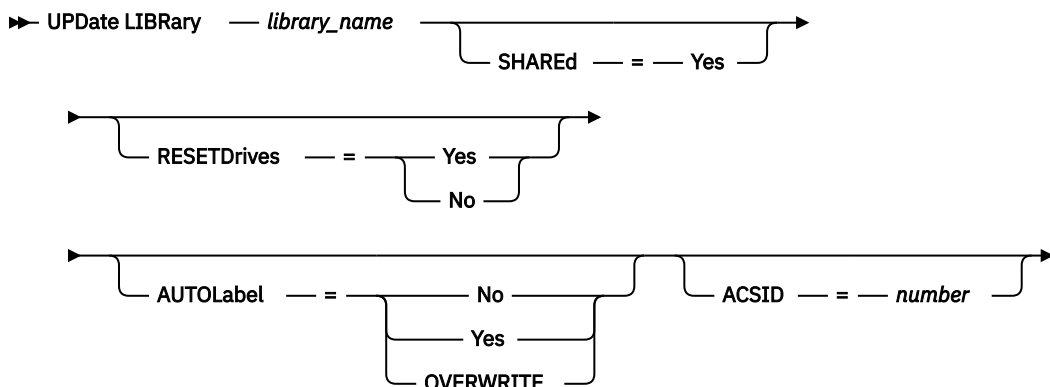 UPDate LIBRary library_name
SHAREd = Yes
RESETDrives = Yes
No
AUTOLabel = No ACSID = number
Yes
OVERWRITE